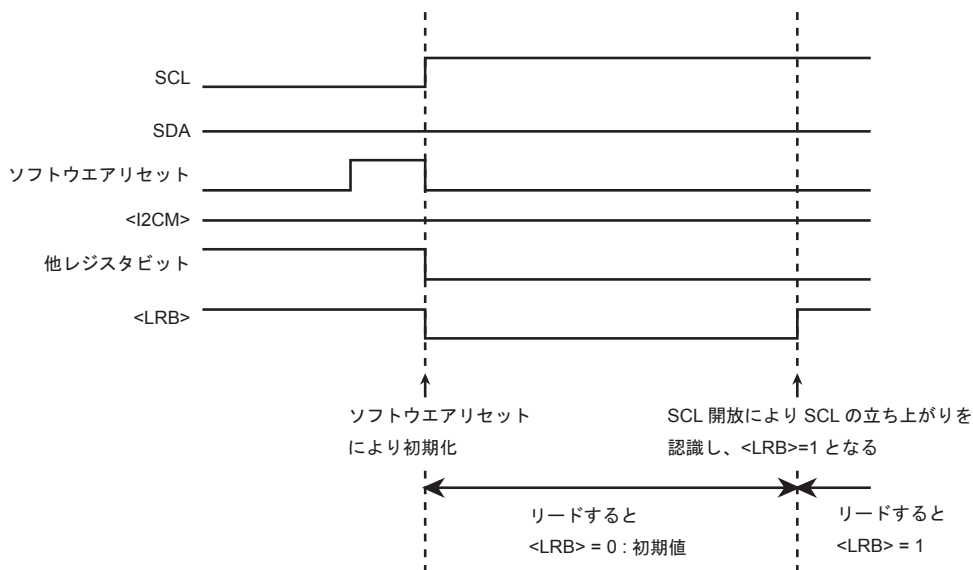 SCL
SDA
ソフトウエアリセット
<I2CM>
他レジスタビット
<LRB>
ソフトウエアリセット
により初期化
SCL 開放により SCL の立ち上がりを
認識し、<LRB>=1 となる
リードすると
<LRB> = 0 : 初期値
リードすると
<LRB> = 1